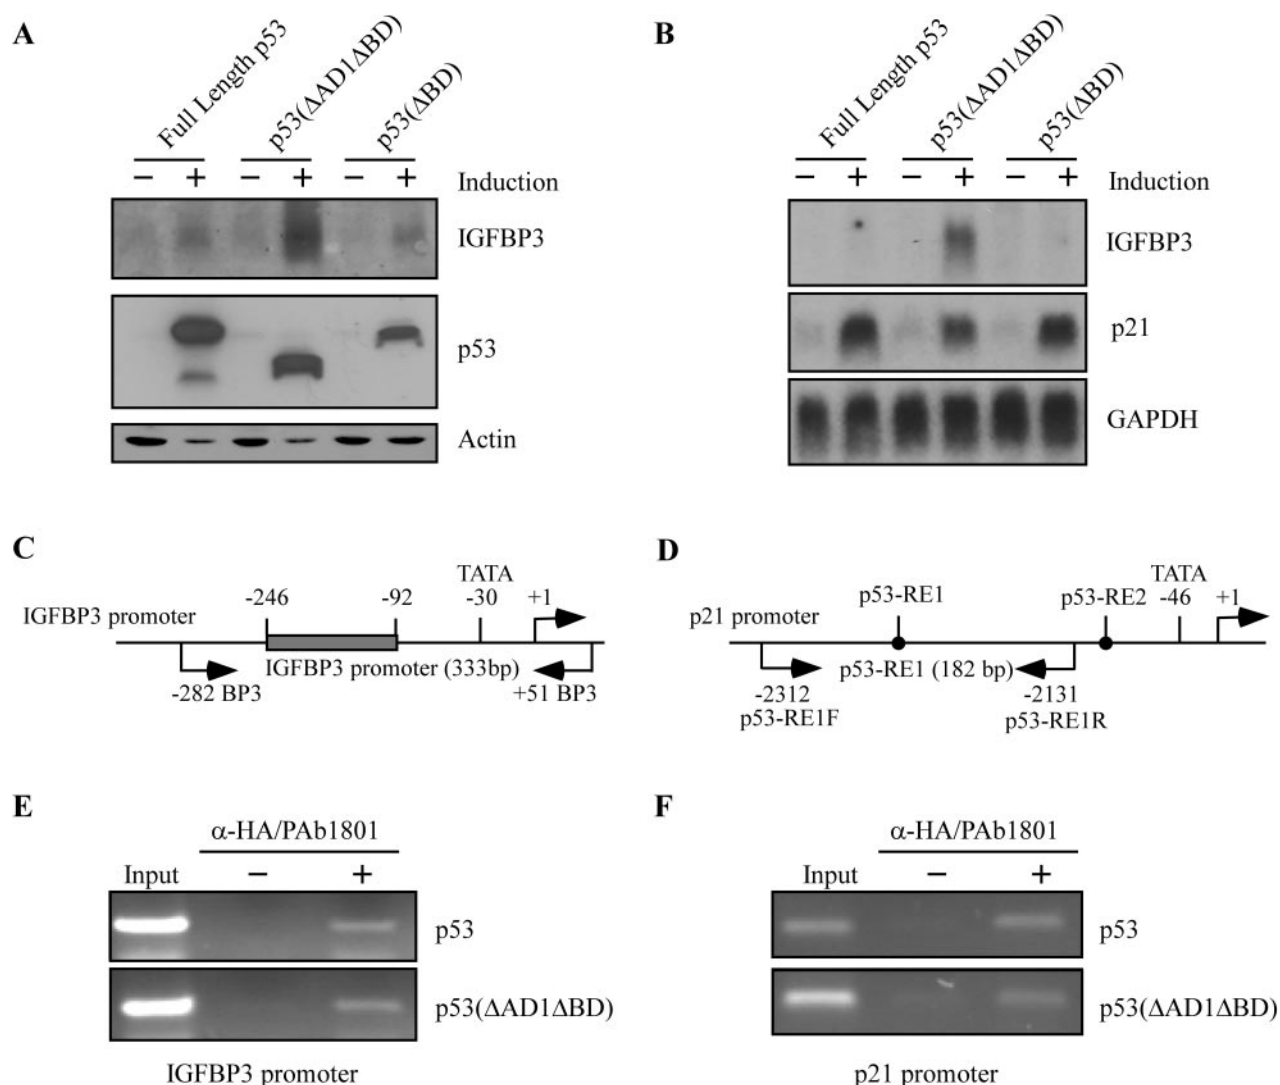 A
Full Length p53
p53(ΔAD1ΔBD)
p53(ΔBD)
− + − + − + Induction
IGFBP3
p53
Actin
B
Full Length p53
p53(ΔAD1ΔBD)
p53(ΔBD)
− + − + − + Induction
IGFBP3
p21
GAPDH
C
TATA
-246 -92 -30 +1
IGFBP3 promoter
IGFBP3 promoter (333bp)
-282 BP3 +51 BP3
D
TATA
p53-RE1 p53-RE2 -46 +1
p21 promoter
p53-RE1 (182 bp)
-2312 -2131
p53-RE1F p53-RE1R
E
α-HA/PAb1801
Input − +
p53
p53(ΔAD1ΔBD)
IGFBP3 promoter
F
α-HA/PAb1801
Input − +
p53
p53(ΔAD1ΔBD)
p21 promoter